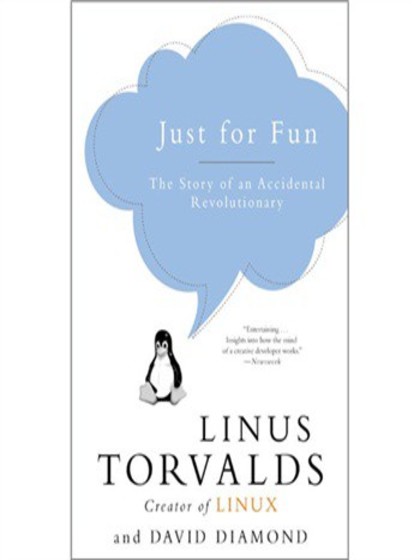 Just for Fun
The Story of an Accidental
Revolutionary
"Entertaining . . .
Insights into how the mind
of a creative developer works."
—Newsweek
LINUS
TORVALDS
Creator of LINUX
and DAVID DIAMOND